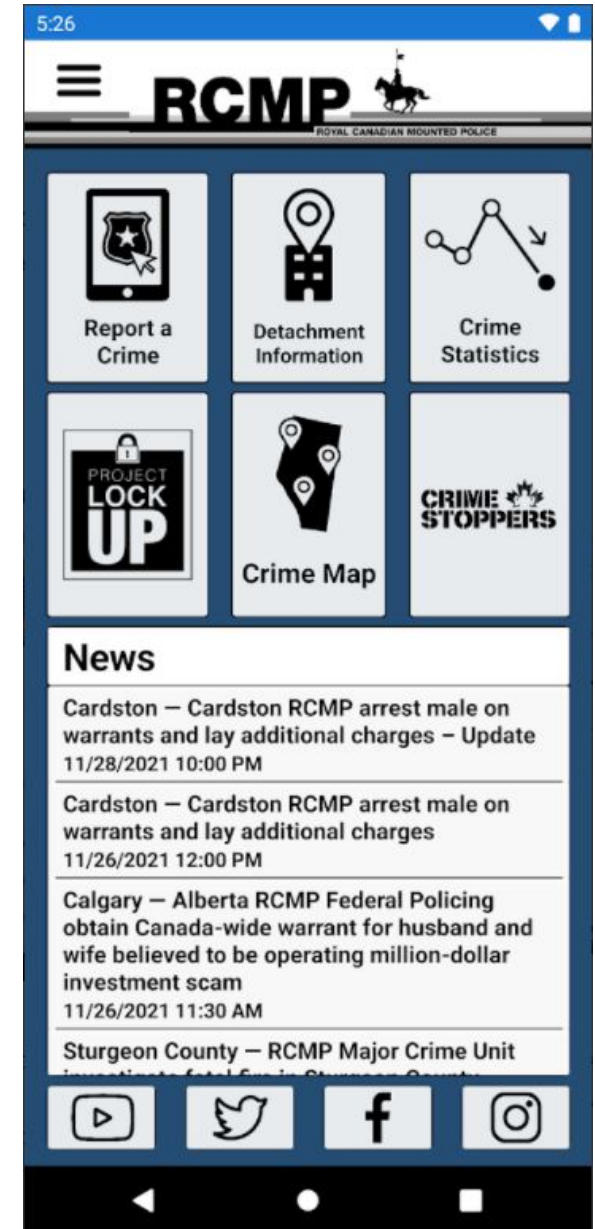 5:26
RCMP
ROYAL CANADIAN MOUNTED POLICE
Report a
Crime
Detachment
Information
Crime
Statistics
PROJECT
LOCK
UP
Crime Map
CRIME
STOPPERS
News
Cardston — Cardston RCMP arrest male on
warrants and lay additional charges – Update
11/28/2021 10:00 PM
Cardston — Cardston RCMP arrest male on
warrants and lay additional charges
11/26/2021 12:00 PM
Calgary — Alberta RCMP Federal Policing
obtain Canada-wide warrant for husband and
wife believed to be operating million-dollar
investment scam
11/26/2021 11:30 AM
Sturgeon County — RCMP Major Crime Unit